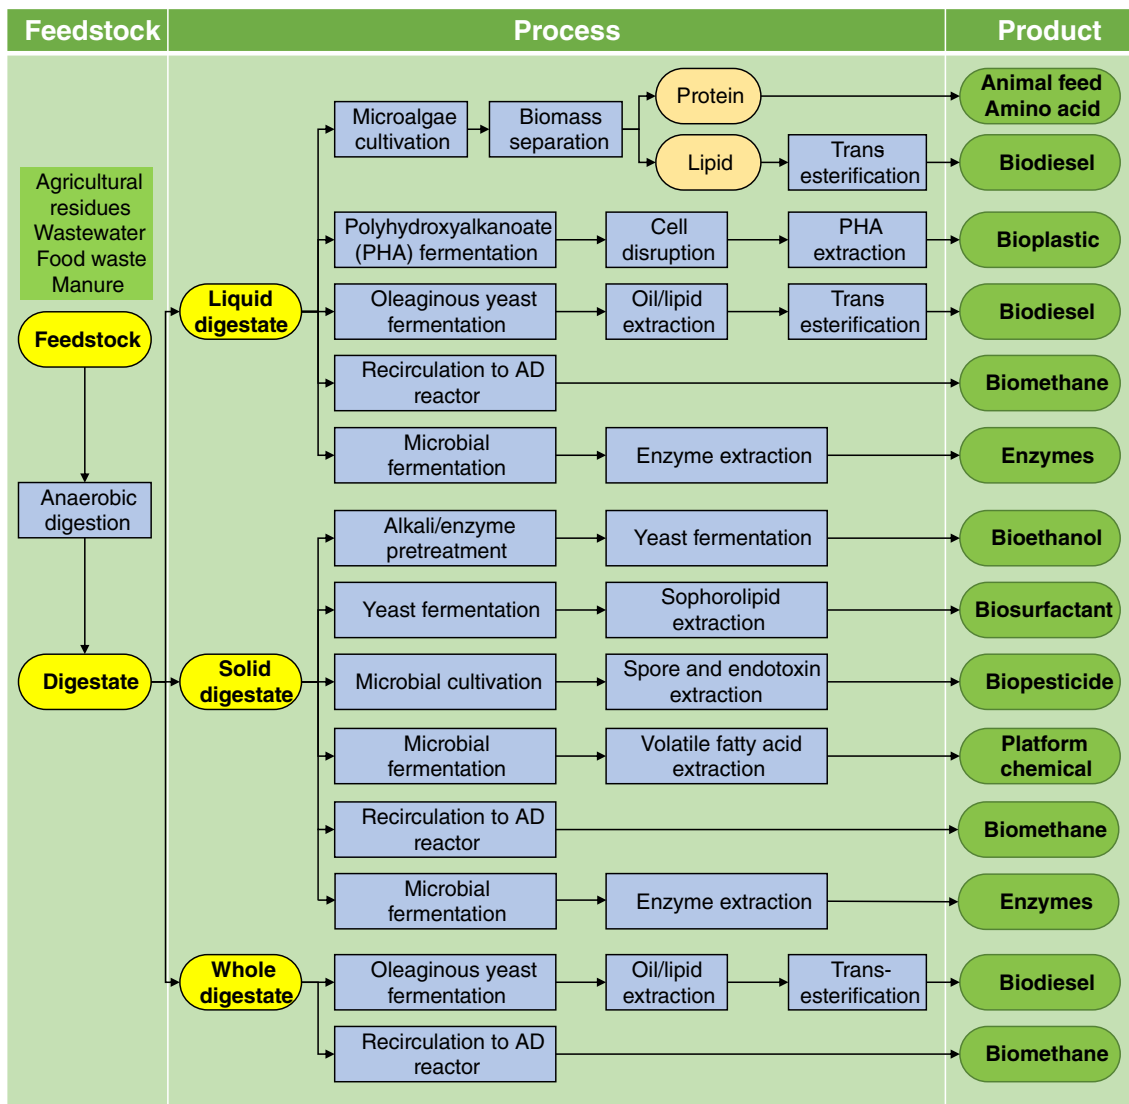 Feedstock
Process
Product
Agricultural
residues
Wastewater
Food waste
Manure
Feedstock
Anaerobic
digestion
Digestate
Liquid
digestate
Microalgae
cultivation
Biomass
separation
Protein
Animal feed
Amino acid
Lipid
Trans
esterification
Biodiesel
Polyhydroxyalkanoate
(PHA) fermentation
Cell
disruption
PHA
extraction
Bioplastic
Oleaginous yeast
fermentation
Oil/lipid
extraction
Trans
esterification
Biodiesel
Recirculation to AD
reactor
Biomethane
Microbial
fermentation
Enzyme extraction
Enzymes
Solid
digestate
Alkali/enzyme
pretreatment
Yeast fermentation
Bioethanol
Yeast fermentation
Sophorolipid
extraction
Biosurfactant
Microbial cultivation
Spore and endotoxin
extraction
Biopesticide
Microbial
fermentation
Volatile fatty acid
extraction
Platform
chemical
Recirculation to AD
reactor
Biomethane
Microbial
fermentation
Enzyme extraction
Enzymes
Whole
digestate
Oleaginous yeast
fermentation
Oil/lipid
extraction
Trans-
esterification
Biodiesel
Recirculation to AD
reactor
Biomethane